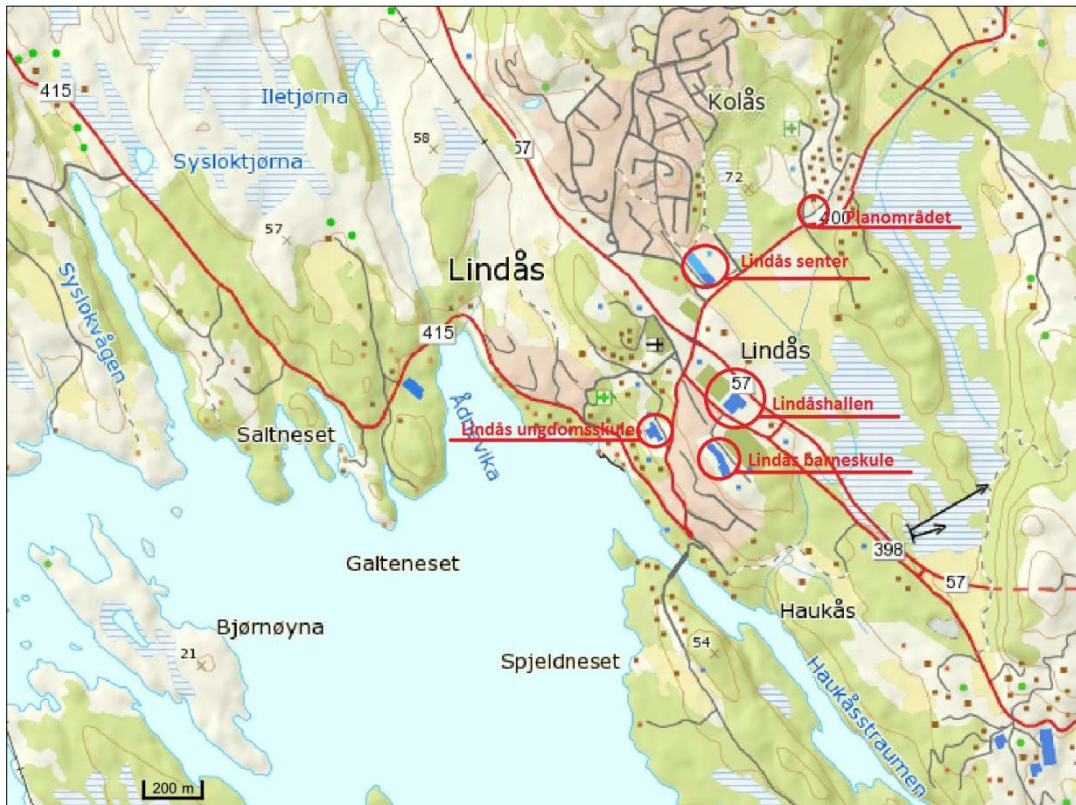 415
Iletjørna
58
57
Kolås
Sysloktjørna
72
400
Planområdet
57
Lindås senter
Lindås
Syslokvågen
415
Lindås
57
Lindåshallen
Ådnevika
Saltneset
Lindås ungdomsskule
Lindås barneskule
398
Galteneset
57
Haukås
Bjørnøyna
21
Spjeldneset
54
Haukåsstraumen
200 m